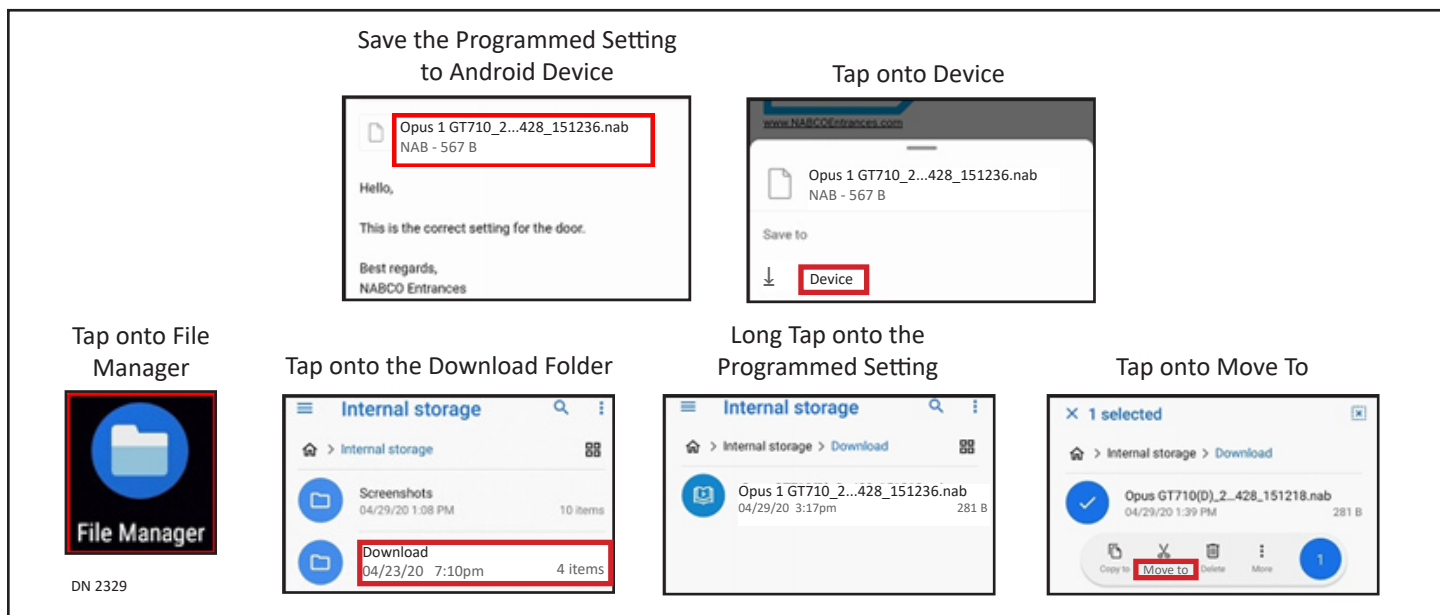 Save the Programmed Setting
to Android Device
Opus 1 GT710_2...428_151236.nab
NAB - 567 B
Hello,
This is the correct setting for the door.
Best regards,
NABCO Entrances
Tap onto Device
www.NABCOEntrances.com
Opus 1 GT710_2...428_151236.nab
NAB - 567 B
Save to
Device
Tap onto File
Manager
File Manager
DN 2329
Tap onto the Download Folder
Internal storage
> Internal storage
Screenshots
04/29/20 1:08 PM 10 items
Download
04/23/20 7:10pm 4 items
Long Tap onto the
Programmed Setting
Internal storage
> Internal storage > Download
Opus 1 GT710_2...428_151236.nab
04/29/20 3:17pm 281 B
Tap onto Move To
× 1 selected
> Internal storage > Download
Opus GT710(D)_2...428_151218.nab
04/29/20 1:39 PM 281 B
Copy to Move to Delete More 1